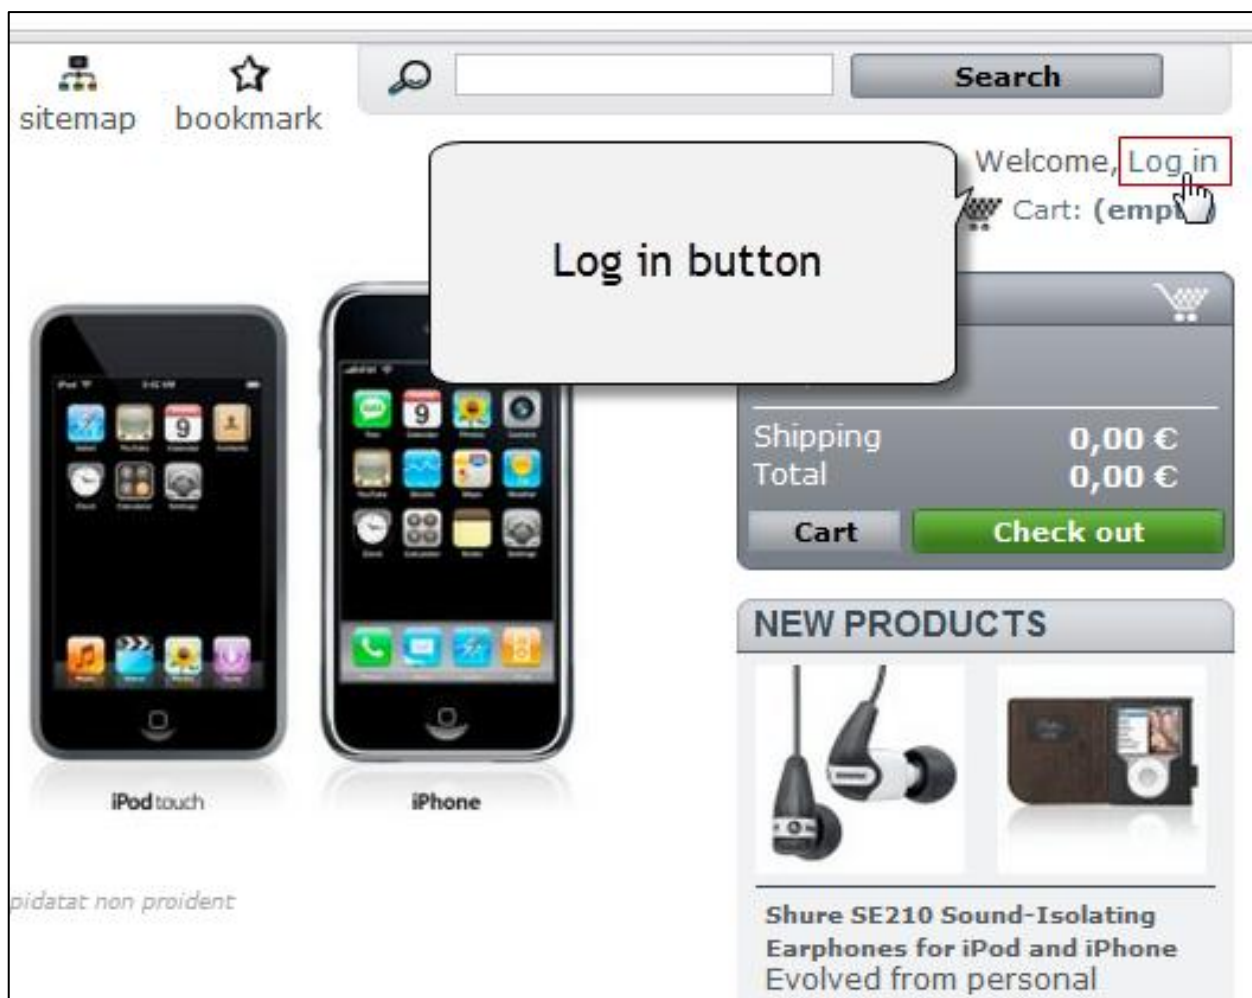 sitemap
bookmark
Search
Welcome, Log in
Cart:
Log in button
Shipping 0,00 €
Total 0,00 €
Cart
Check out
NEW PRODUCTS
9
9
iPod touch
iPhone
pidatat non proident
Shure SE210 Sound-Isolating
Earphones for iPod and iPhone
Evolved from personal